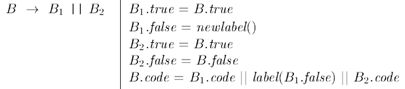 B → B₁ || B₂
B₁.true = B.true
B₁.false = newlabel()
B₂.true = B.true
B₂.false = B.false
B.code = B₁.code || label(B₁.false) || B₂.code